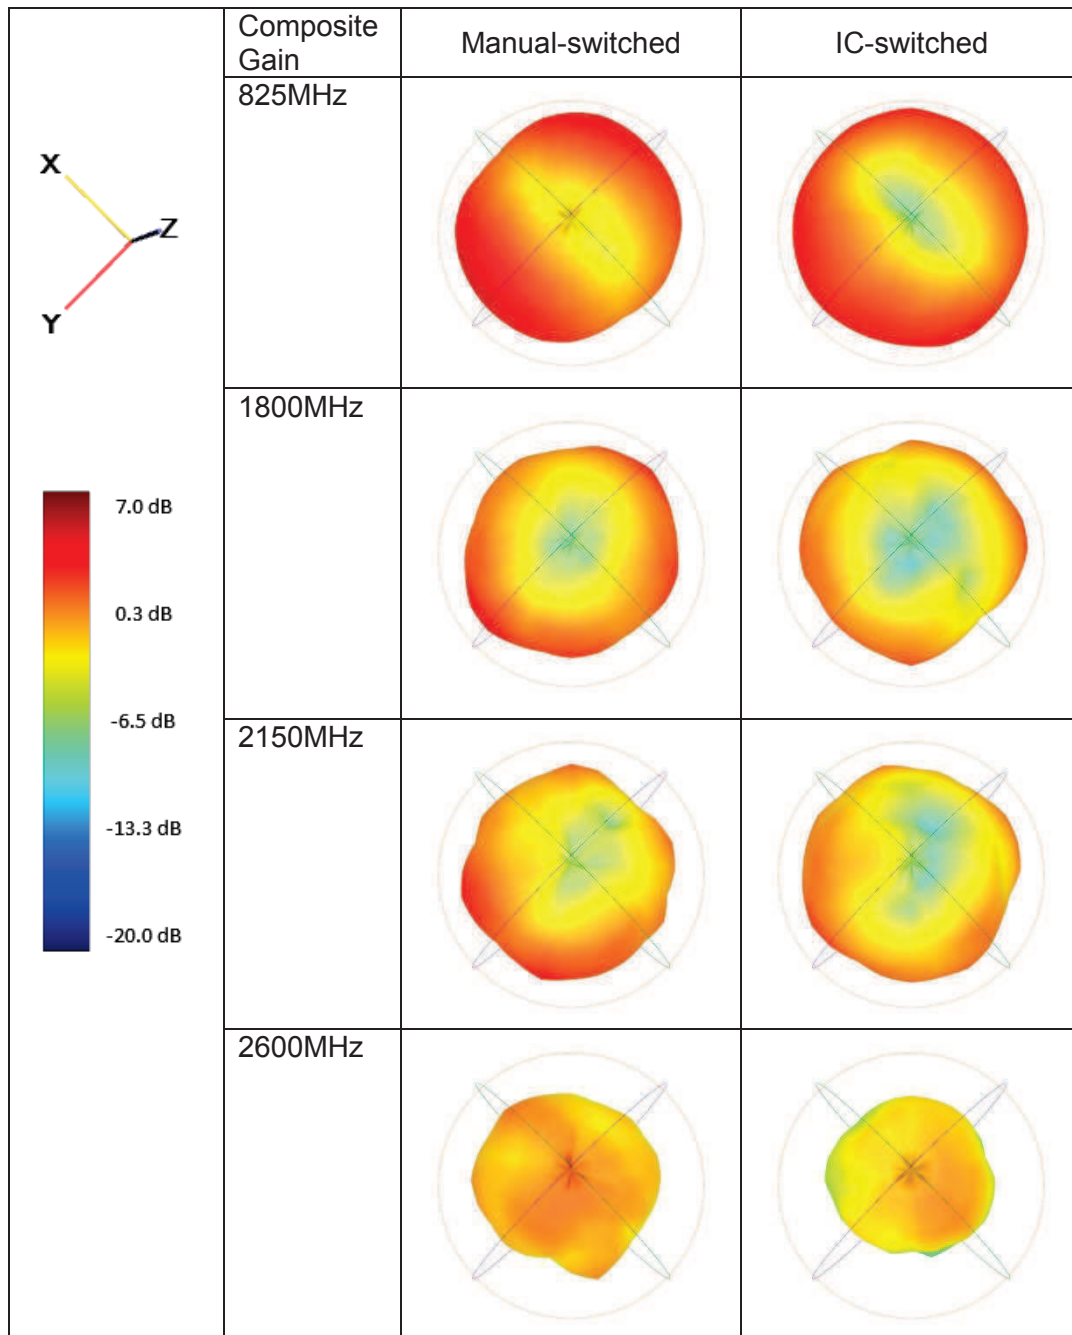 Composite
Gain
Manual-switched
IC-switched
825MHz
X
Z
Y
1800MHz
7.0 dB
0.3 dB
-6.5 dB
-13.3 dB
-20.0 dB
2150MHz
2600MHz